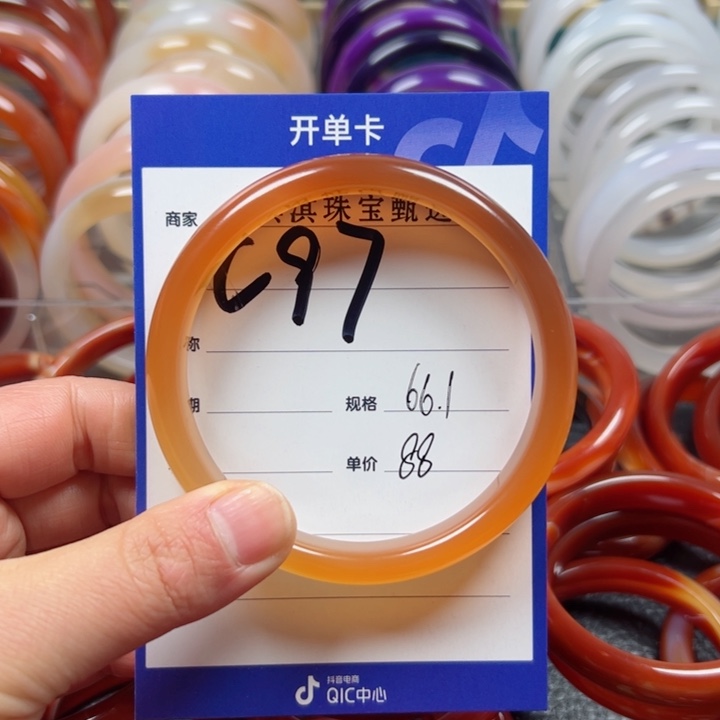 开单卡
商家 淇珠宝甄选
C97
称
期 规格 66.1
单价 88
抖音电商
QIC中心